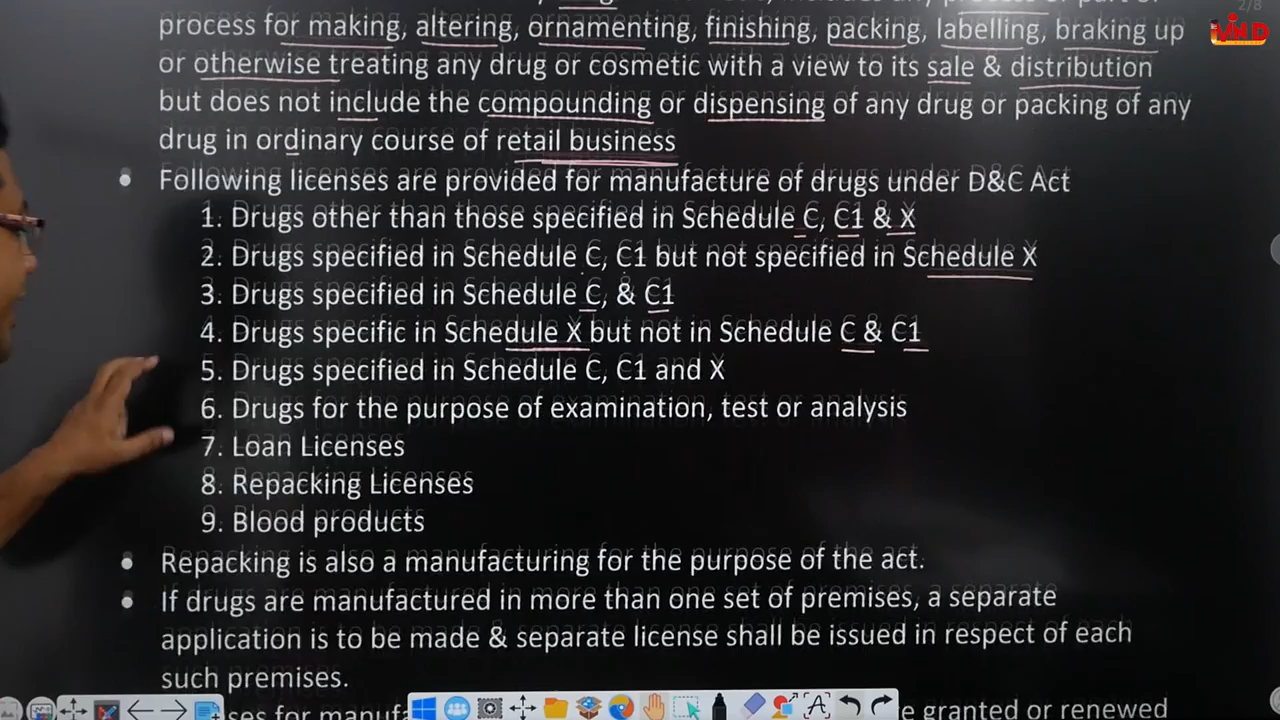 2/8
MIND
process for making, altering, ornamenting, finishing, packing, labelling, braking up
or otherwise treating any drug or cosmetic with a view to its sale & distribution
but does not include the compounding or dispensing of any drug or packing of any
drug in ordinary course of retail business
• Following licenses are provided for manufacture of drugs under D&C Act
1. Drugs other than those specified in Schedule C, C1 & X
2. Drugs specified in Schedule C, C1 but not specified in Schedule X
3. Drugs specified in Schedule C, & C1
4. Drugs specific in Schedule X but not in Schedule C & C1
5. Drugs specified in Schedule C, C1 and X
6. Drugs for the purpose of examination, test or analysis
7. Loan Licenses
8. Repacking Licenses
9. Blood products
• Repacking is also a manufacturing for the purpose of the act.
• If drugs are manufactured in more than one set of premises, a separate
application is to be made & separate license shall be issued in respect of each
such premises.
granted or renewed